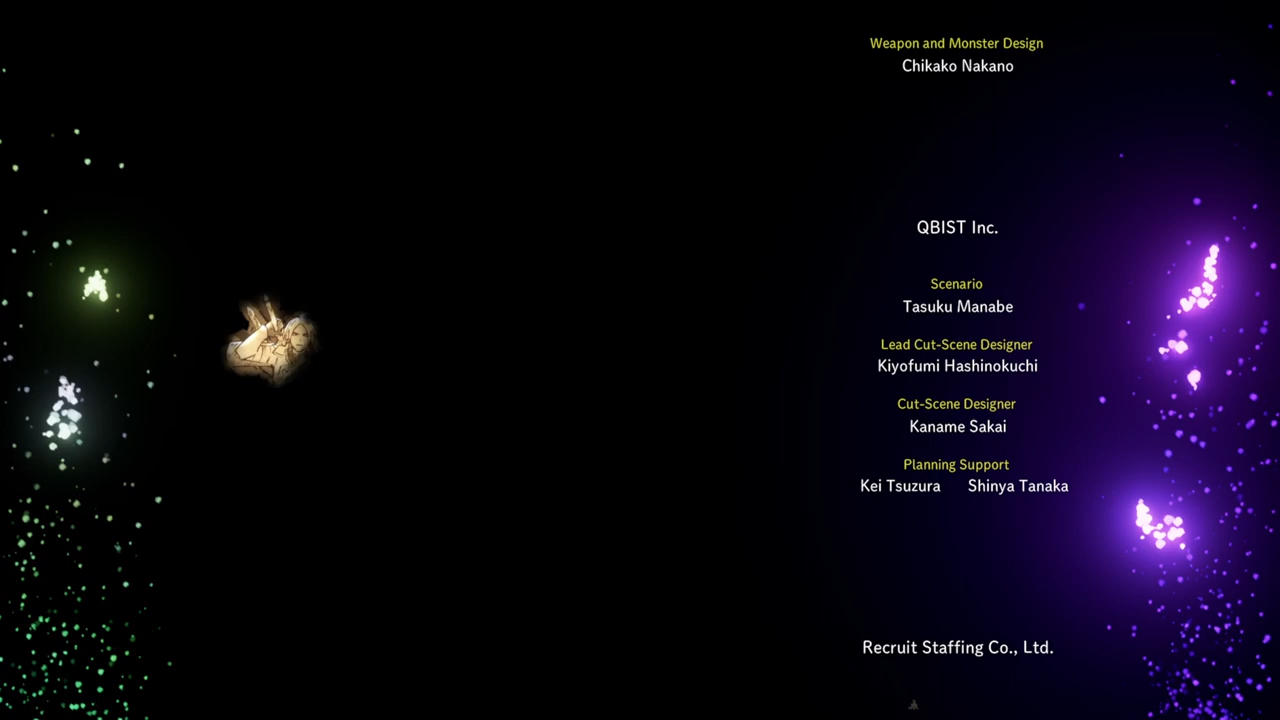 Weapon and Monster Design
Chikako Nakano
QBIST Inc.
Scenario
Tasuku Manabe
Lead Cut-Scene Designer
Kiyofumi Hashinokuchi
Cut-Scene Designer
Kaname Sakai
Planning Support
Kei Tsuzura Shinya Tanaka
Recruit Staffing Co., Ltd.